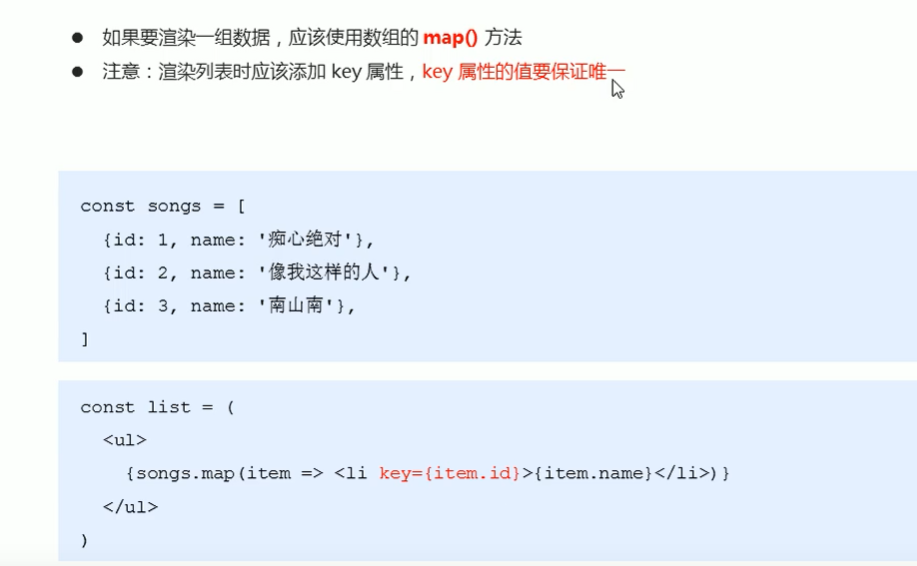 ● 如果要渲染一组数据，应该使用数组的 map() 方法
● 注意：渲染列表时应该添加 key 属性，key 属性的值要保证唯一
const songs = [
  {id: 1, name: '痴心绝对'},
  {id: 2, name: '像我这样的人'},
  {id: 3, name: '南山南'},
]
const list = (
  <ul>
    {songs.map(item => <li key={item.id}>{item.name}</li>)}
  </ul>
)